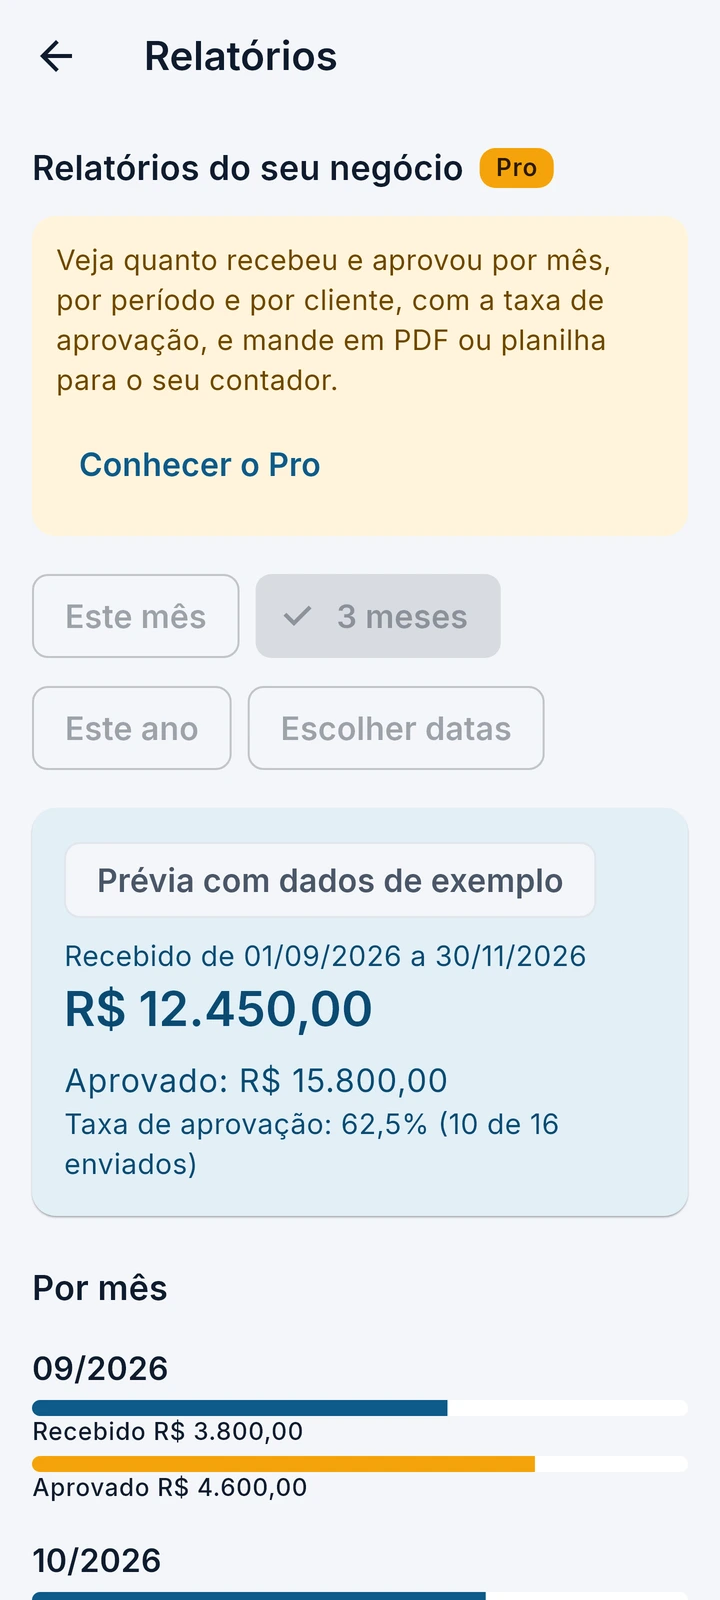 Relatórios
Relatórios do seu negócio Pro
Veja quanto recebeu e aprovou por mês,
por período e por cliente, com a taxa de
aprovação, e mande em PDF ou planilha
para o seu contador.
Conhecer o Pro
Este mês
3 meses
Este ano
Escolher datas
Prévia com dados de exemplo
Recebido de 01/09/2026 a 30/11/2026
R$ 12.450,00
Aprovado: R$ 15.800,00
Taxa de aprovação: 62,5% (10 de 16
enviados)
Por mês
09/2026
Recebido R$ 3.800,00
Aprovado R$ 4.600,00
10/2026